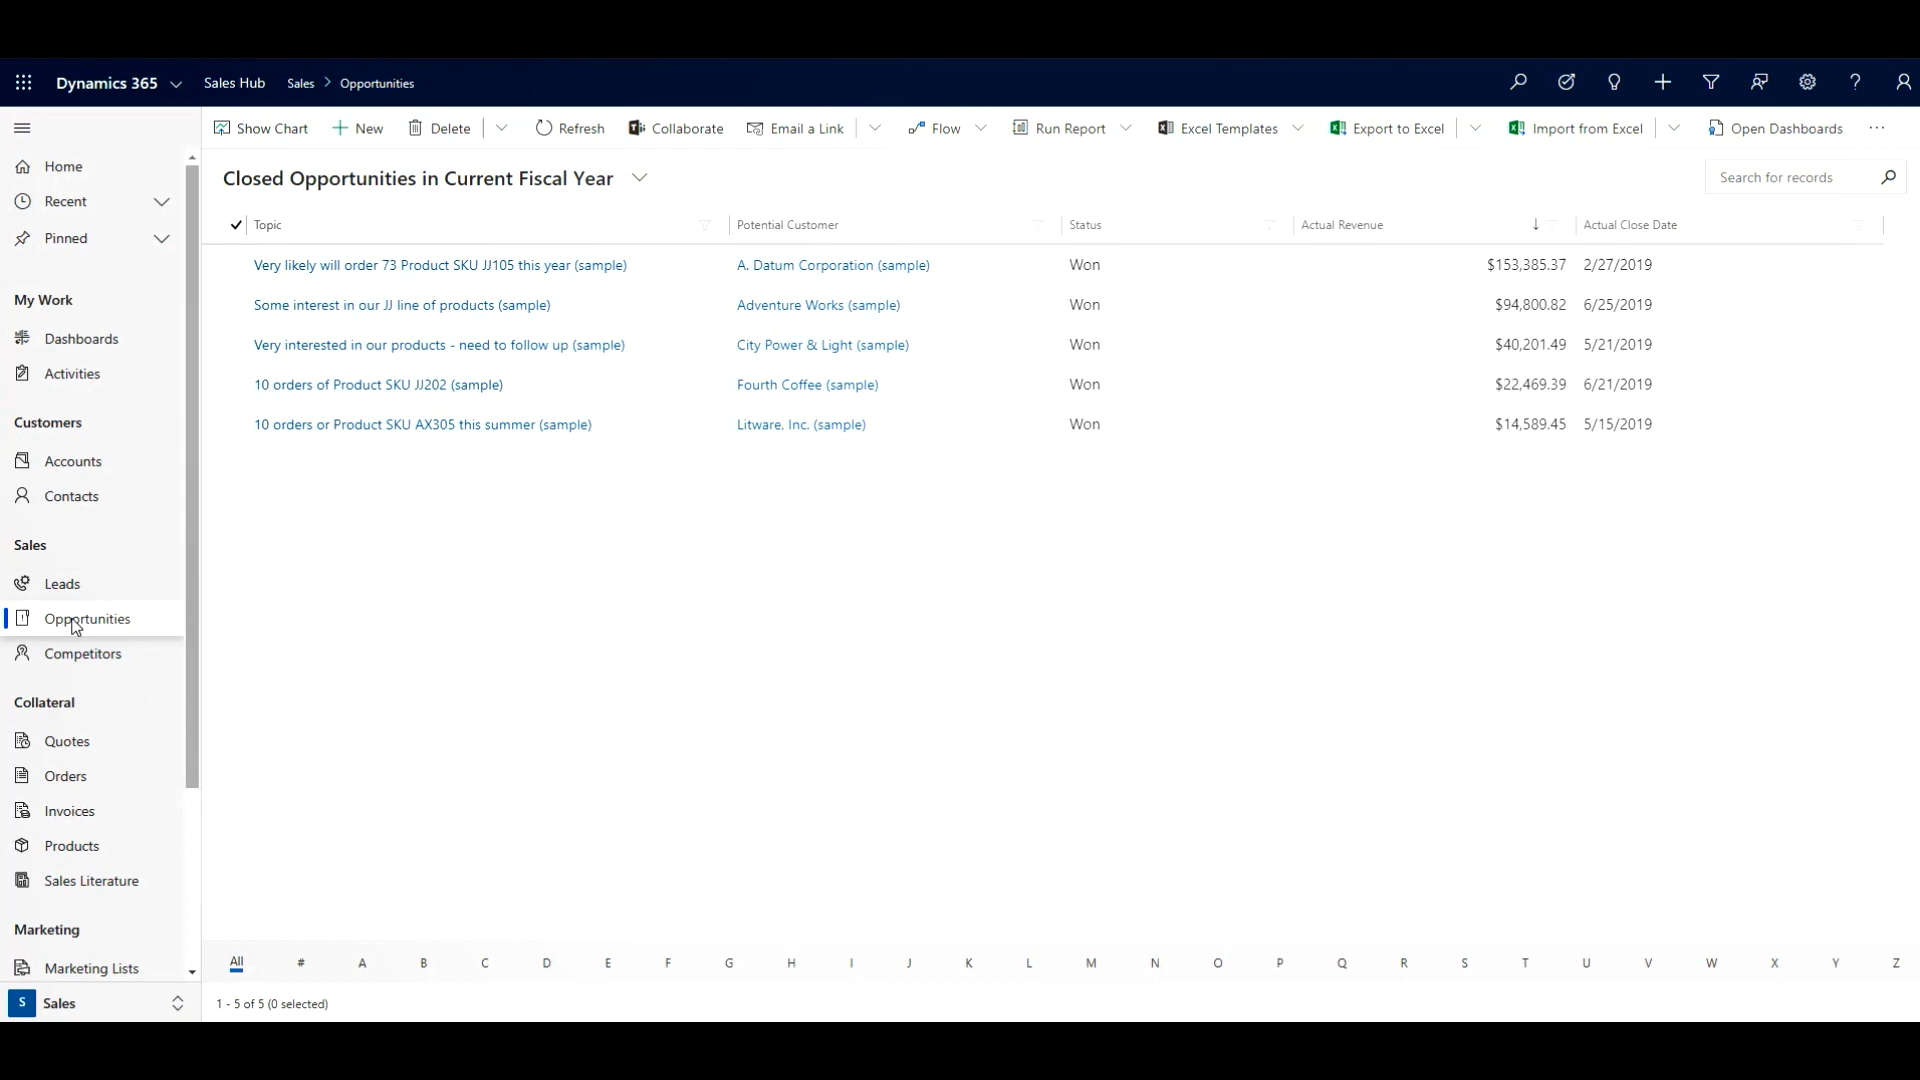 Dynamics 365 Sales Hub Sales > Opportunities ?
Show Chart New Delete Refresh Collaborate Email a Link Flow Run Report Excel Templates Export to Excel Import from Excel Open Dashboards ...
Home
Recent
Pinned
My Work
Dashboards
Activities
Customers
Accounts
Contacts
Sales
Leads
Opportunities
Competitors
Collateral
Quotes
Orders
Invoices
Products
Sales Literature
Marketing
Marketing Lists
S Sales
Closed Opportunities in Current Fiscal Year
Search for records
Topic Potential Customer Status Actual Revenue ↓ Actual Close Date
Very likely will order 73 Product SKU JJ105 this year (sample) A. Datum Corporation (sample) Won $153,385.37 2/27/2019
Some interest in our JJ line of products (sample) Adventure Works (sample) Won $94,800.82 6/25/2019
Very interested in our products - need to follow up (sample) City Power & Light (sample) Won $40,201.49 5/21/2019
10 orders of Product SKU JJ202 (sample) Fourth Coffee (sample) Won $22,469.39 6/21/2019
10 orders or Product SKU AX305 this summer (sample) Litware, Inc. (sample) Won $14,589.45 5/15/2019
All # A B C D E F G H I J K L M N O P Q R S T U V W X Y Z
1 - 5 of 5 (0 selected)